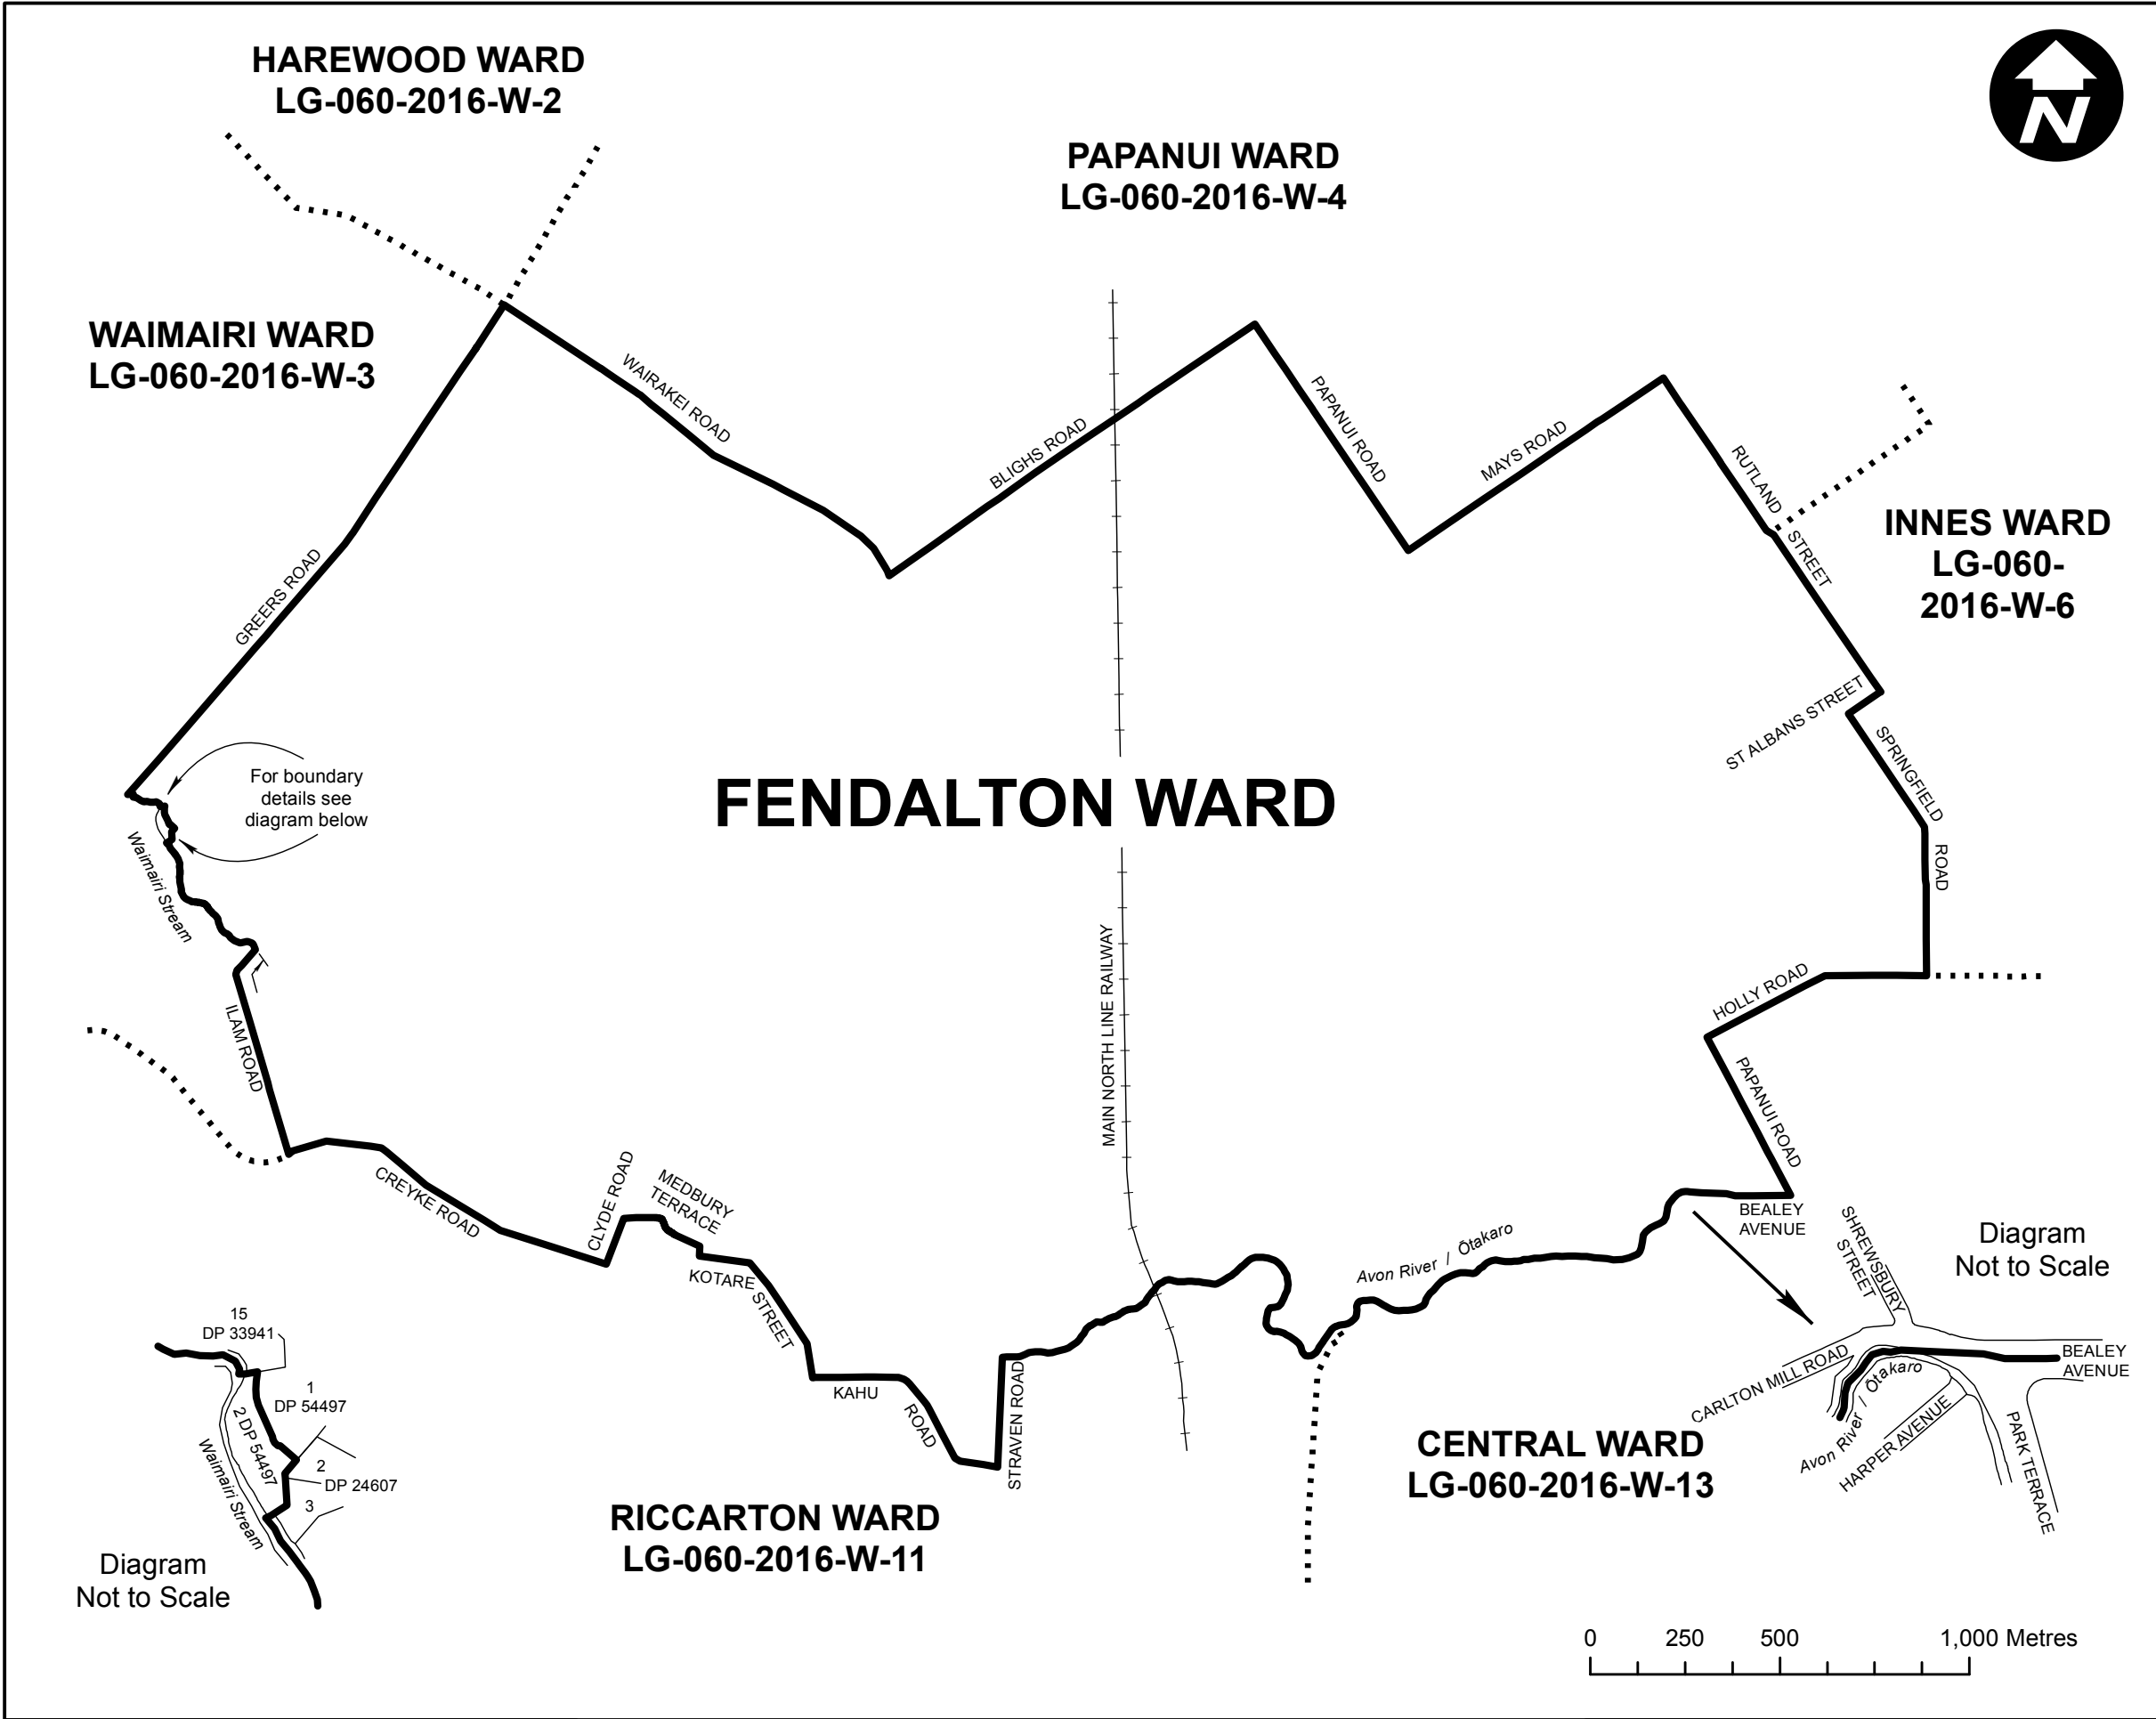 HAREWOOD WARD
LG-060-2016-W-2
N
PAPANUI WARD
LG-060-2016-W-4
WAIMAIRI WARD
LG-060-2016-W-3
WAIRAKEI ROAD
BLIGHS ROAD
PAPANUI ROAD
MAYS ROAD
RUTLAND
STREET
INNES WARD
LG-060-
2016-W-6
GREERS ROAD
ST ALBANS STREET
SPRINGFIELD
ROAD
For boundary
details see
diagram below
FENDALTON WARD
Waimairi Stream
MAIN NORTH LINE RAILWAY
HOLLY ROAD
ILAM ROAD
PAPANUI ROAD
CREYKE ROAD
CLYDE ROAD
MEDBURY
TERRACE
BEALEY
AVENUE
KOTARE
STREET
Avon River / Ōtakaro
SHREWSBURY
STREET
Diagram
Not to Scale
KAHU
ROAD
STRAVEN ROAD
CARLTON MILL ROAD
BEALEY
AVENUE
Avon River / Ōtakaro
HARPER AVENUE
PARK TERRACE
15
DP 33941
1
DP 54497
2 DP 54497
2
DP 24607
3
Waimairi Stream
Diagram
Not to Scale
CENTRAL WARD
LG-060-2016-W-13
RICCARTON WARD
LG-060-2016-W-11
0 250 500 1,000 Metres